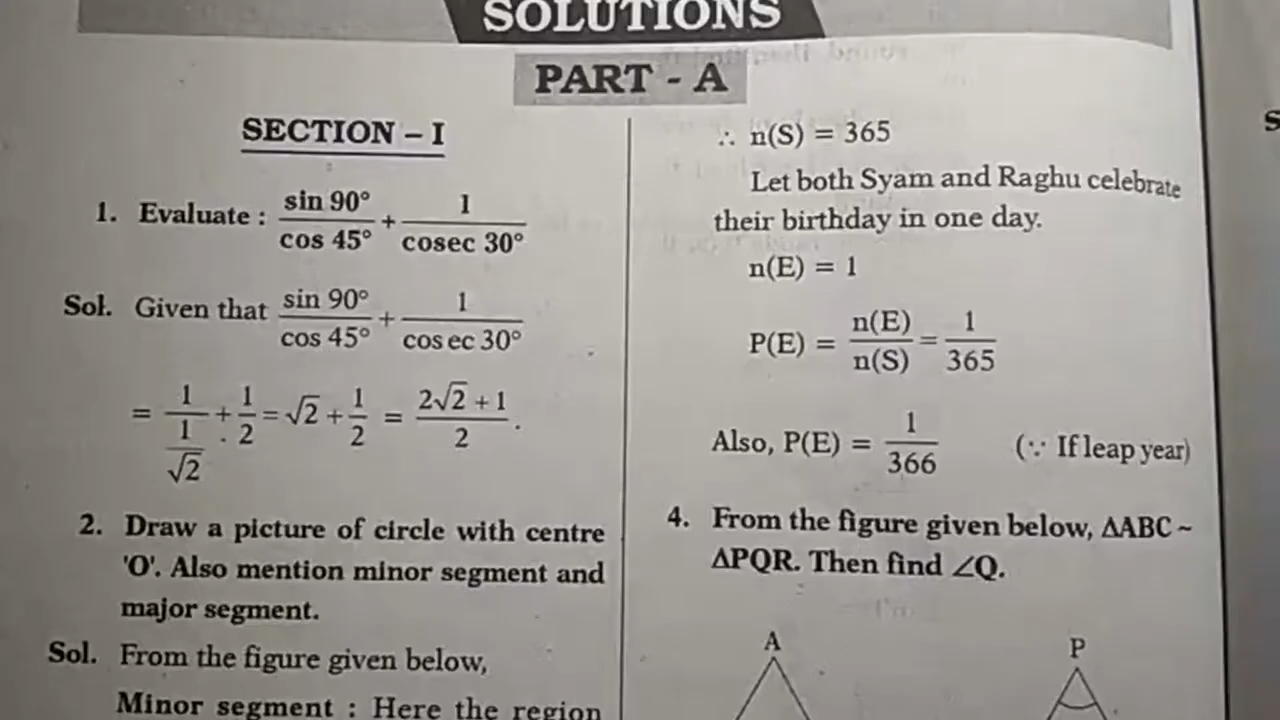 SOLUTIONS
PART - A
SECTION – I
1. Evaluate : sin 90° / cos 45° + 1 / cosec 30°
Sol. Given that sin 90° / cos 45° + 1 / cos ec 30°
= 1 / (1 / √2) + 1/2 = √2 + 1/2 = (2√2 + 1) / 2 .
2. Draw a picture of circle with centre
'O'. Also mention minor segment and
major segment.
Sol. From the figure given below,
Minor segment : Here the region
∴ n(S) = 365
Let both Syam and Raghu celebrate
their birthday in one day.
n(E) = 1
P(E) = n(E) / n(S) = 1 / 365
Also, P(E) = 1 / 366 (∵ If leap year)
4. From the figure given below, ΔABC ~
ΔPQR. Then find ∠Q.
A
P